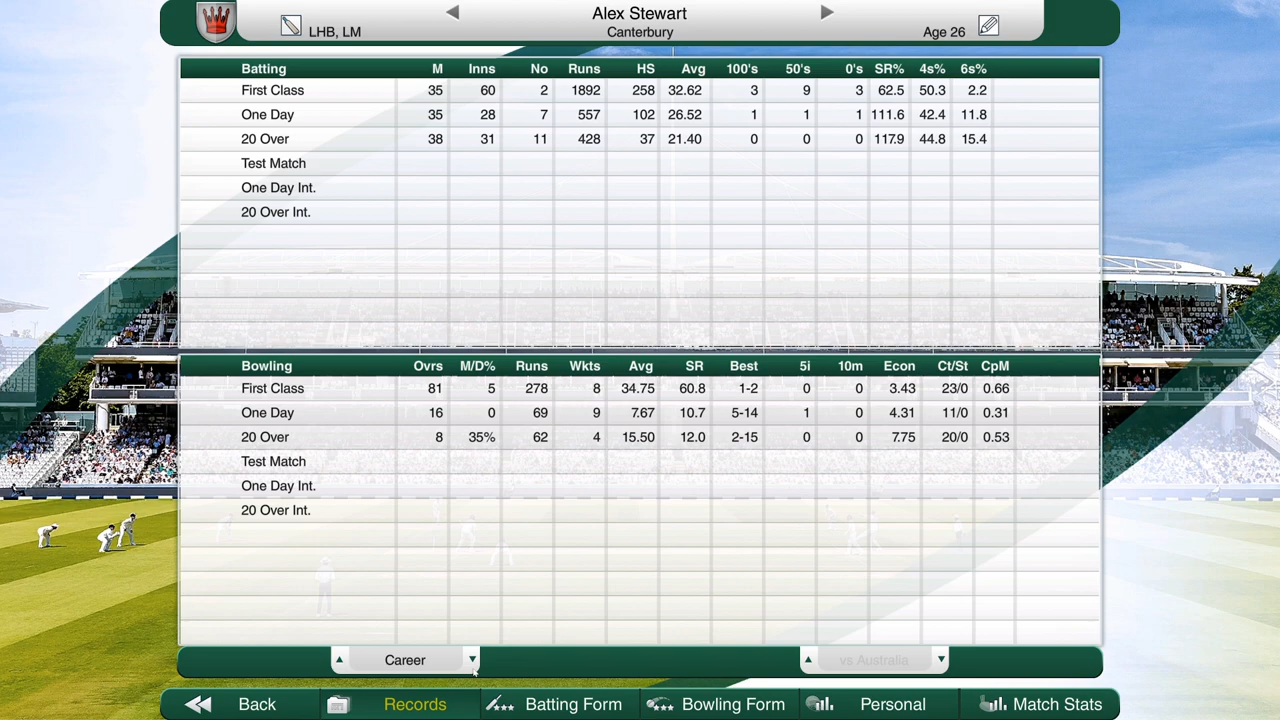 Alex Stewart
LHB, LM Canterbury Age 26
Batting M Inns No Runs HS Avg 100's 50's 0's SR% 4s% 6s%
First Class 35 60 2 1892 258 32.62 3 9 3 62.5 50.3 2.2
One Day 35 28 7 557 102 26.52 1 1 1 111.6 42.4 11.8
20 Over 38 31 11 428 37 21.40 0 0 0 117.9 44.8 15.4
Test Match
One Day Int.
20 Over Int.
Bowling Ovrs M/D% Runs Wkts Avg SR Best 5i 10m Econ Ct/St CpM
First Class 81 5 278 8 34.75 60.8 1-2 0 0 3.43 23/0 0.66
One Day 16 0 69 9 7.67 10.7 5-14 1 0 4.31 11/0 0.31
20 Over 8 35% 62 4 15.50 12.0 2-15 0 0 7.75 20/0 0.53
Test Match
One Day Int.
20 Over Int.
Career vs Australia
Back Records Batting Form Bowling Form Personal Match Stats